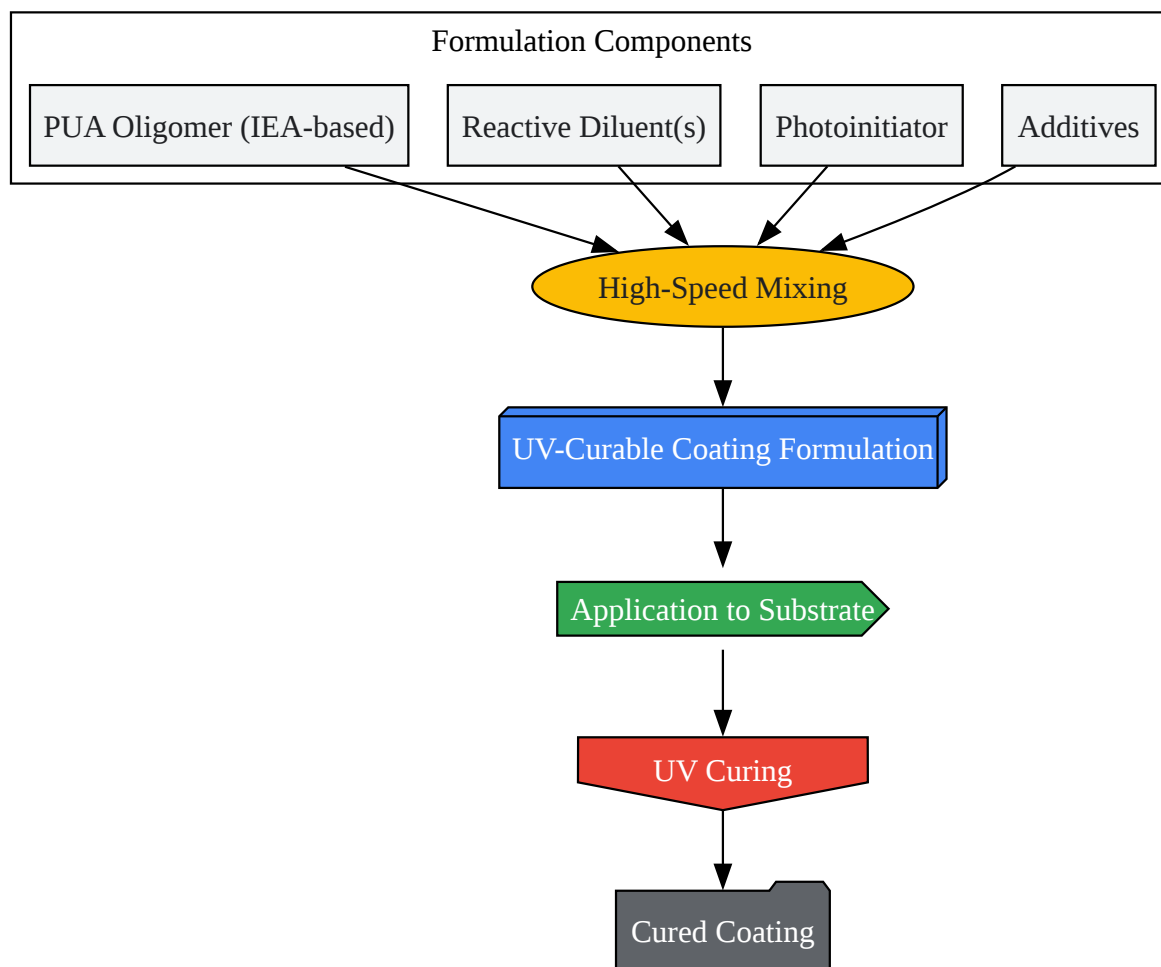 Formulation Components
PUA Oligomer (IEA-based)
Reactive Diluent(s)
Photoinitiator
Additives
High-Speed Mixing
UV-Curable Coating Formulation
Application to Substrate
UV Curing
Cured Coating